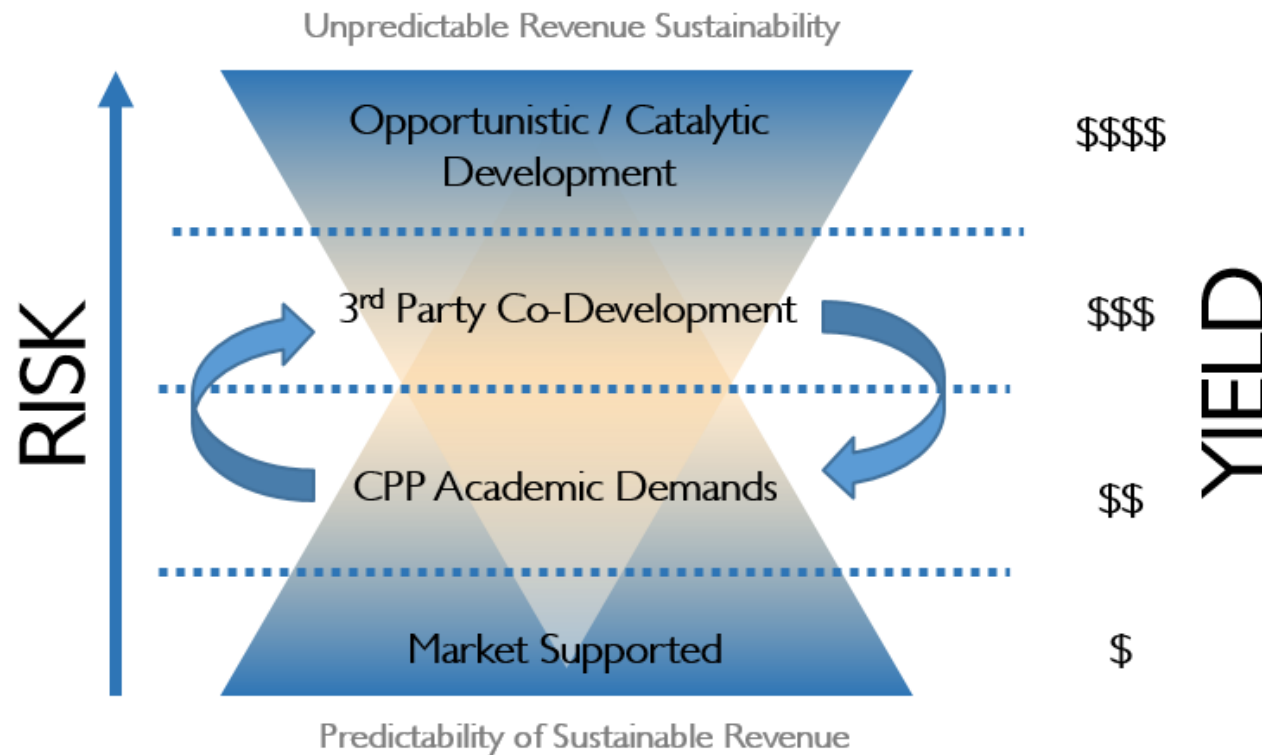 Unpredictable Revenue Sustainability
Opportunistic / Catalytic
Development
$$$$
3rd Party Co-Development
$$$
RISK
YIELD
CPP Academic Demands
$$
Market Supported
$
Predictability of Sustainable Revenue